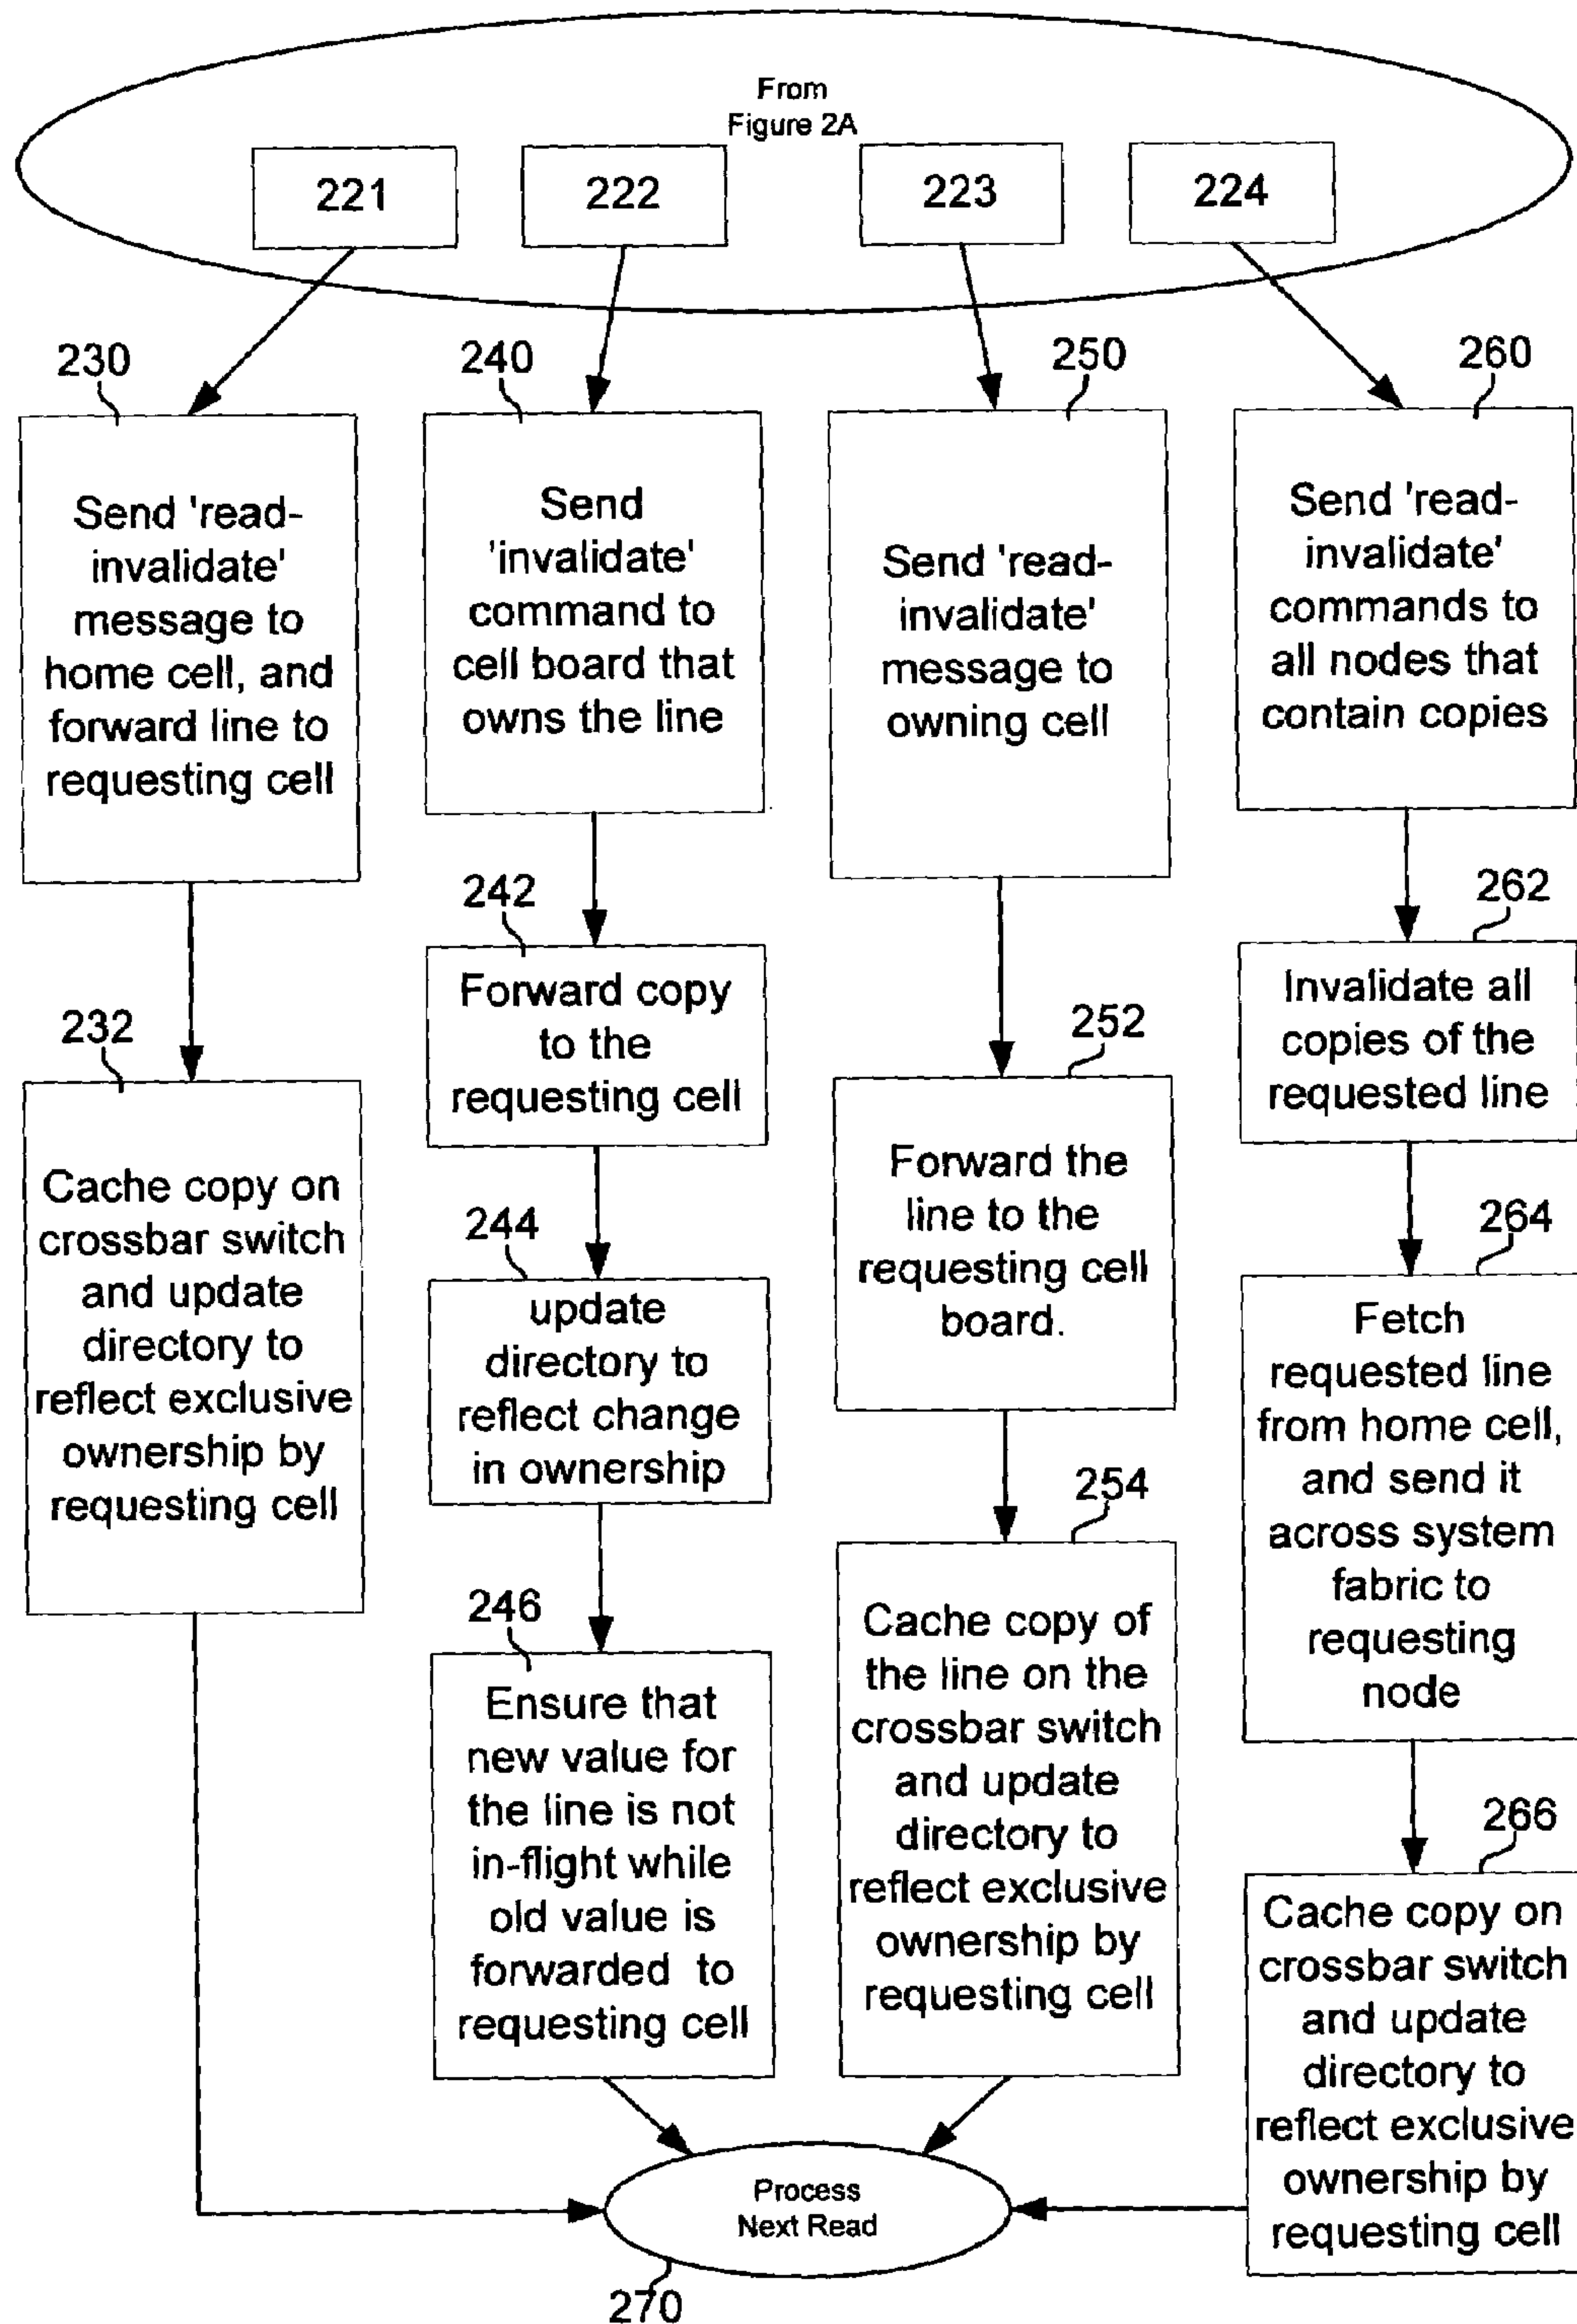 From
Figure 2A
221
222
223
224
230
Send 'read-
invalidate'
message to
home cell, and
forward line to
requesting cell
232
Cache copy on
crossbar switch
and update
directory to
reflect exclusive
ownership by
requesting cell
240
Send
'invalidate'
command to
cell board that
owns the line
242
Forward copy
to the
requesting cell
244
update
directory to
reflect change
in ownership
246
Ensure that
new value for
the line is not
in-flight while
old value is
forwarded to
requesting cell
250
Send 'read-
invalidate'
message to
owning cell
252
Forward the
line to the
requesting cell
board.
254
Cache copy of
the line on the
crossbar switch
and update
directory to
reflect exclusive
ownership by
requesting cell
260
Send 'read-
invalidate'
commands to
all nodes that
contain copies
262
Invalidate all
copies of the
requested line
264
Fetch
requested line
from home cell,
and send it
across system
fabric to
requesting
node
266
Cache copy on
crossbar switch
and update
directory to
reflect exclusive
ownership by
requesting cell
Process
Next Read
270